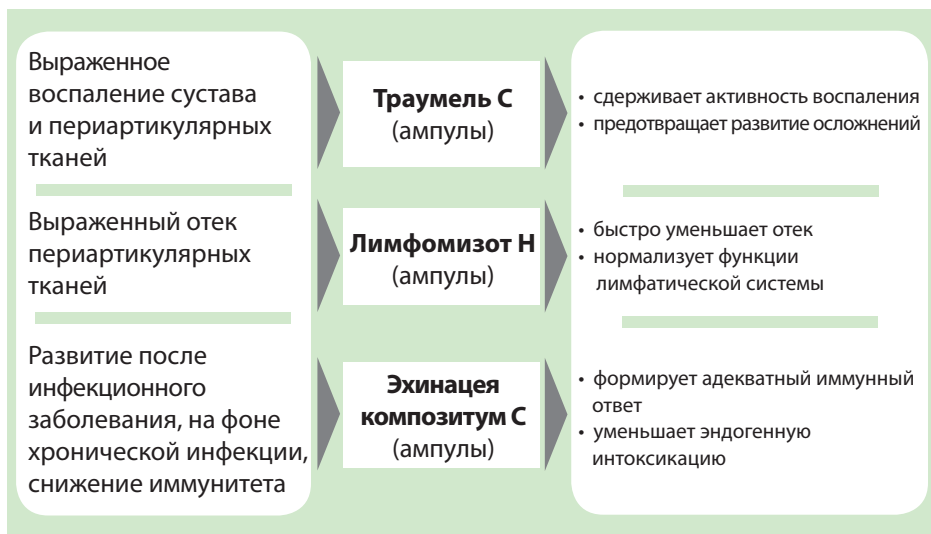 Выраженное
воспаление сустава
и периартикулярных
тканей
Траумель С
(ампулы)
• сдерживает активность воспаления
• предотвращает развитие осложнений
Выраженный отек
периартикулярных
тканей
Лимфомизот Н
(ампулы)
• быстро уменьшает отек
• нормализует функции
лимфатической системы
Развитие после
инфекционного
заболевания, на фоне
хронической инфекции,
снижение иммунитета
Эхинацея
композитум С
(ампулы)
• формирует адекватный иммунный
ответ
• уменьшает эндогенную
интоксикацию